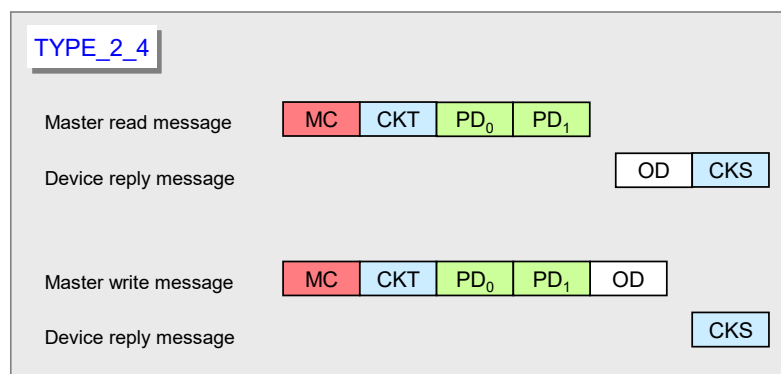 TYPE_2_4
Master read message MC CKT PD₀ PD₁
Device reply message OD CKS
Master write message MC CKT PD₀ PD₁ OD
Device reply message CKS